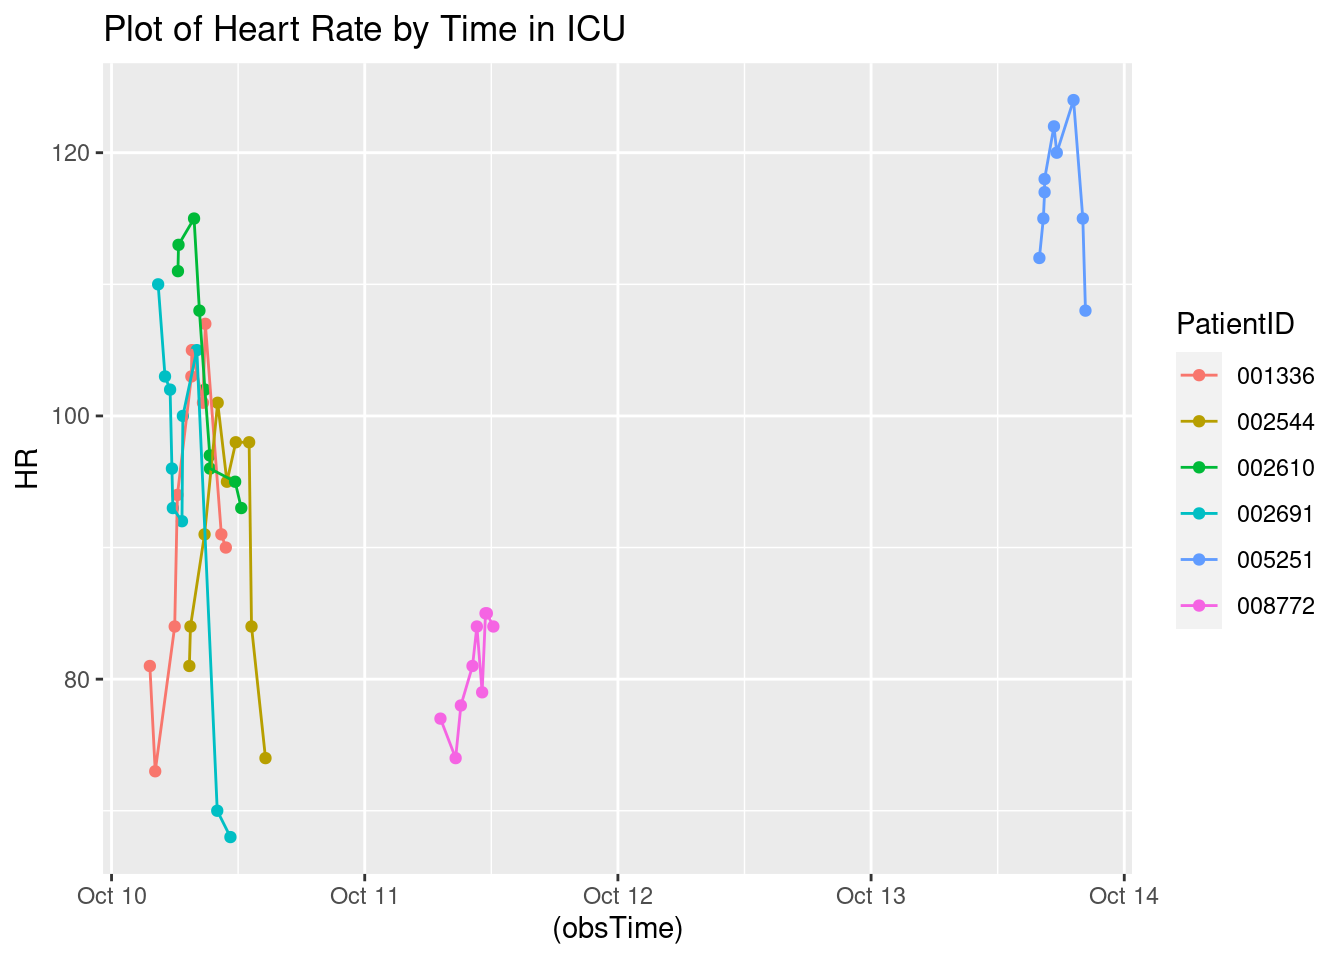 Plot of Heart Rate by Time in ICU
HR
120
100
80
Oct 10
Oct 11
Oct 12
Oct 13
Oct 14
(obsTime)
PatientID
001336
002544
002610
002691
005251
008772